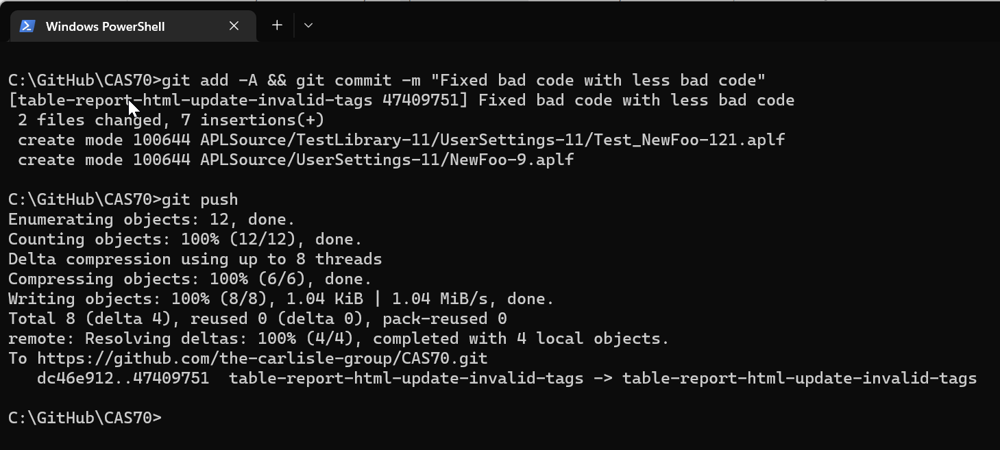 Windows PowerShell
C:\GitHub\CAS70>git add -A && git commit -m "Fixed bad code with less bad code"
[table-report-html-update-invalid-tags 47409751] Fixed bad code with less bad code
 2 files changed, 7 insertions(+)
 create mode 100644 APLSource/TestLibrary-11/UserSettings-11/Test_NewFoo-121.aplf
 create mode 100644 APLSource/UserSettings-11/NewFoo-9.aplf
C:\GitHub\CAS70>git push
Enumerating objects: 12, done.
Counting objects: 100% (12/12), done.
Delta compression using up to 8 threads
Compressing objects: 100% (6/6), done.
Writing objects: 100% (8/8), 1.04 KiB | 1.04 MiB/s, done.
Total 8 (delta 4), reused 0 (delta 0), pack-reused 0
remote: Resolving deltas: 100% (4/4), completed with 4 local objects.
To https://github.com/the-carlisle-group/CAS70.git
   dc46e912..47409751  table-report-html-update-invalid-tags -> table-report-html-update-invalid-tags
C:\GitHub\CAS70>